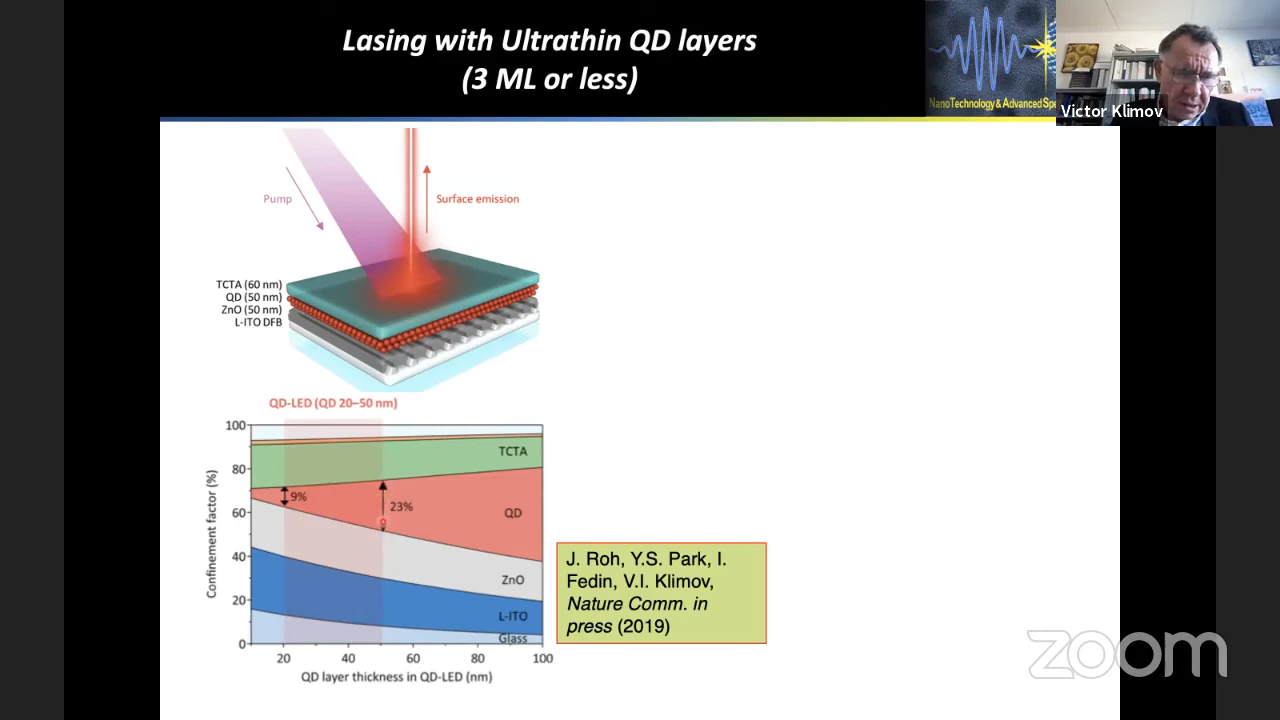 Lasing with Ultrathin QD layers
(3 ML or less)
NanoTechnology & Advanced Spe
Victor Klimov
Pump
Surface emission
TCTA (60 nm)
QD (50 nm)
ZnO (50 nm)
L-ITO DFB
QD-LED (QD 20–50 nm)
Confinement factor (%)
100
80
60
40
20
0
TCTA
9%
23%
QD
ZnO
L-ITO
Glass
20
40
60
80
100
QD layer thickness in QD-LED (nm)
J. Roh, Y.S. Park, I.
Fedin, V.I. Klimov,
Nature Comm. in
press (2019)
zoom